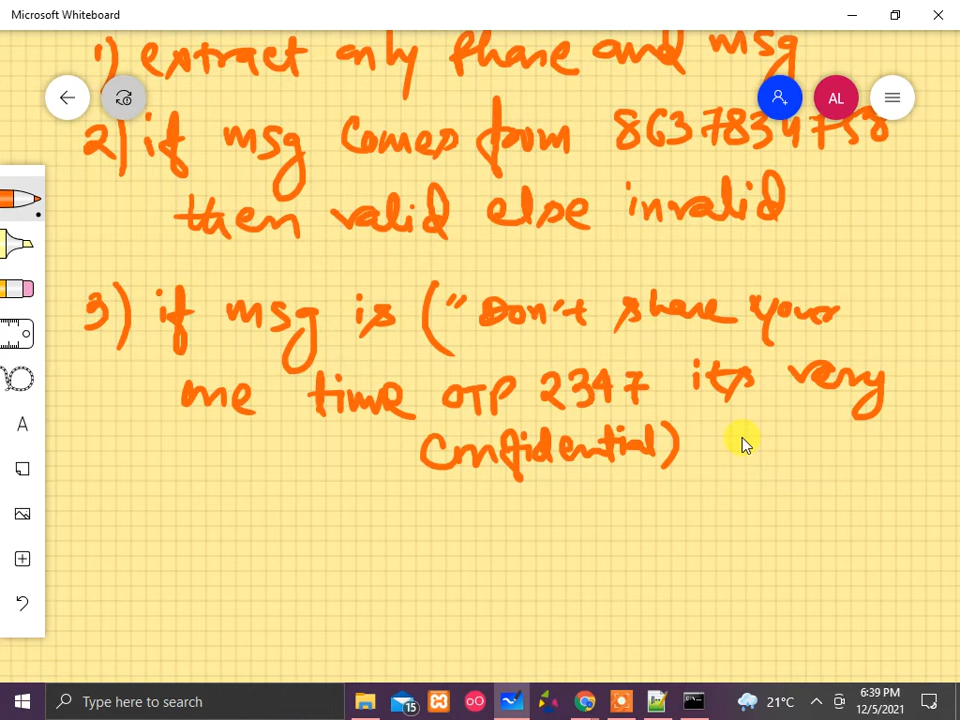 Microsoft Whiteboard
1) extract only phone and msg
AL
2) if msg comes from 8637834758
then valid else invalid
3) if msg is ("Don't share your
one time OTP 2347 its very
confidential)
A
15
Type here to search
21°C
6:39 PM
12/5/2021